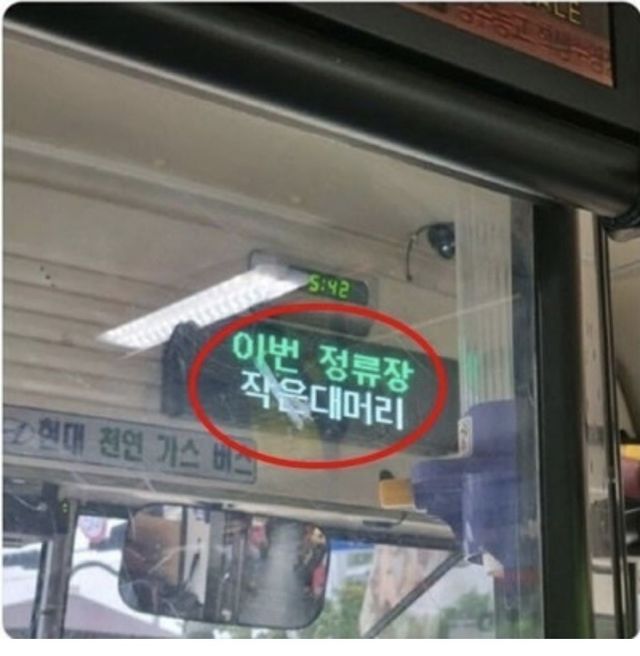 5:42
이번 정류장
작은대머리
현대 천연 가스 버스